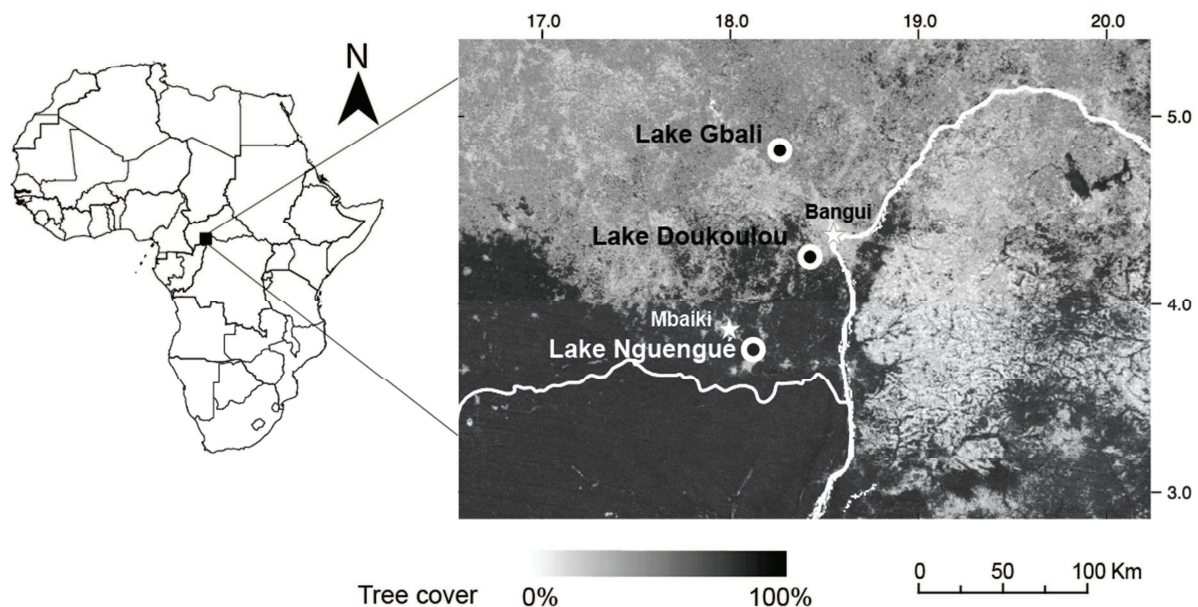 17.0 18.0 19.0 20.0
N
5.0
Lake Gbali
Bangui
Lake Doukoulou
4.0
Mbaiki
Lake Nguengue
3.0
0 50 100 Km
Tree cover 0% 100%